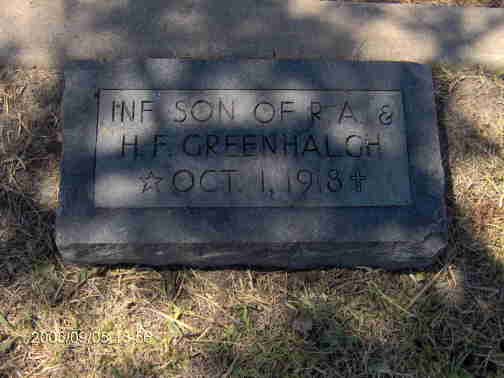 INF. SON OF R.A. &
H.F. GREENHALGH
☆ OCT. 1, 1918 ✝